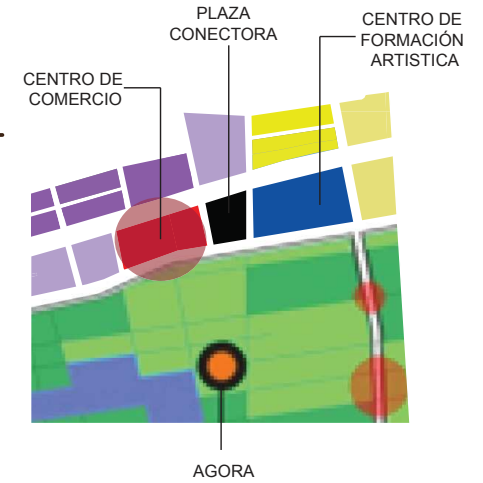 PLAZA
CONECTORA
CENTRO DE
FORMACIÓN
ARTISTICA
CENTRO DE
COMERCIO
AGORA